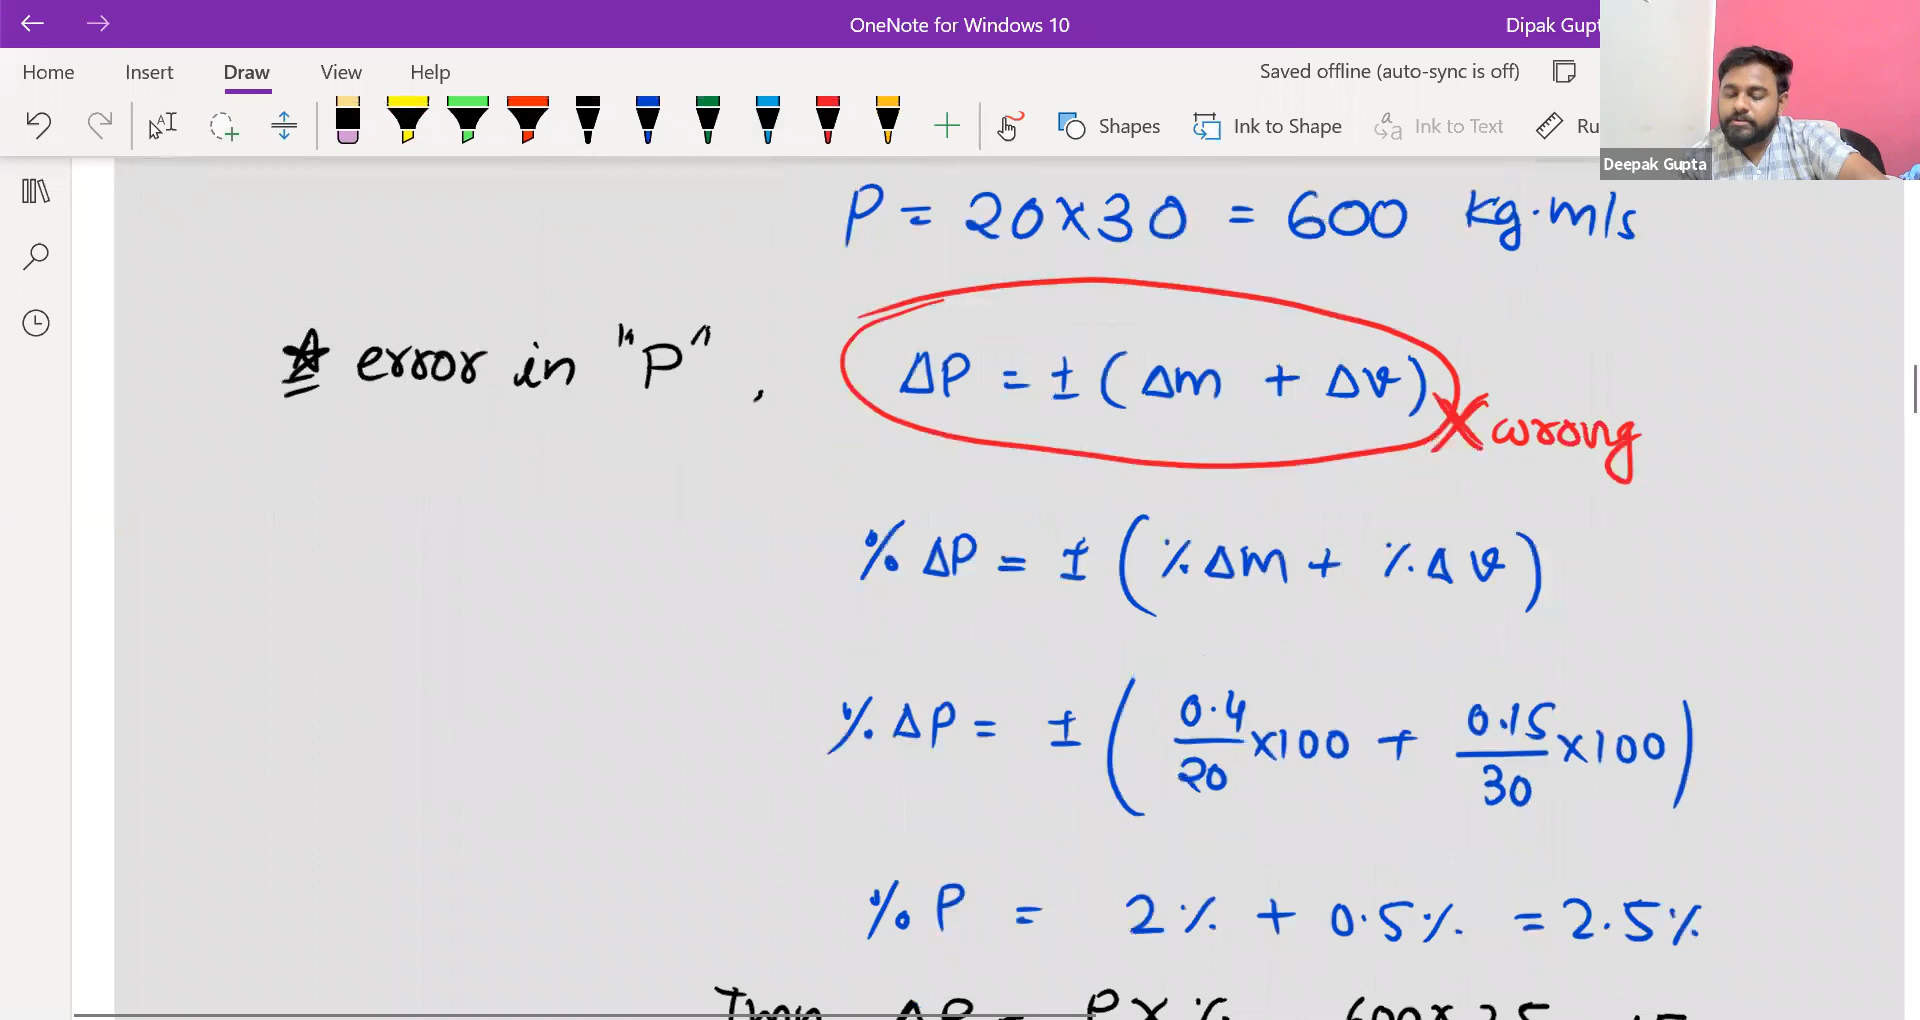 OneNote for Windows 10
Dipak Gupt
Home Insert Draw View Help
Saved offline (auto-sync is off)
Shapes Ink to Shape Ink to Text Ru
Deepak Gupta
P = 20×30 = 600 kg·m/s
error in "P", ΔP = ± (Δm + Δv)
× wrong
% ΔP = ± (% Δm + % Δv)
% ΔP = ± (0.4/20 ×100 + 0.15/30 ×100)
% P = 2% + 0.5% = 2.5%